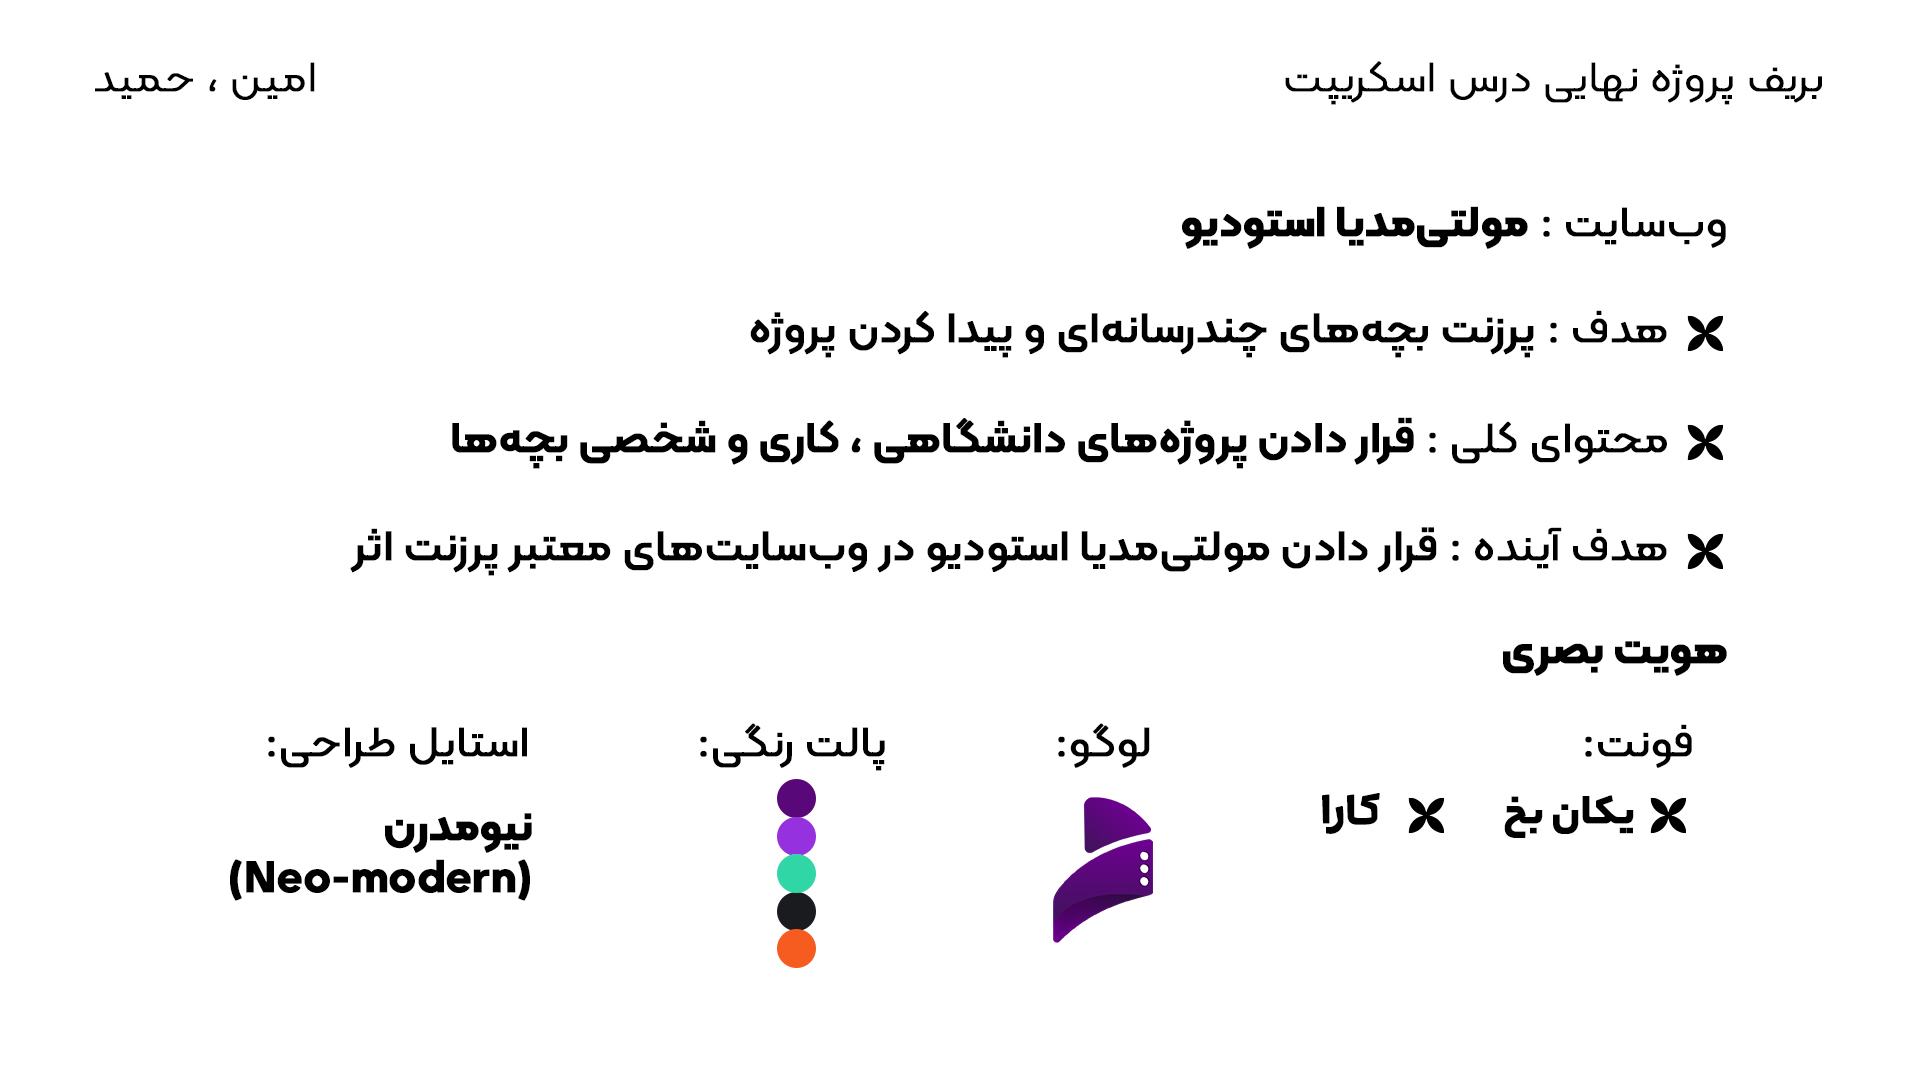 بریف پروژه نهایی درس اسکریپت
امین ، حمید
وب‌سایت : مولتی‌مدیا استودیو
هدف : پرزنت بچه‌های چندرسانه‌ای و پیدا کردن پروژه
محتوای کلی : قرار دادن پروژه‌های دانشگاهی ، کاری و شخصی بچه‌ها
هدف آینده : قرار دادن مولتی‌مدیا استودیو در وب‌سایت‌های معتبر پرزنت اثر
هویت بصری
فونت:
یکان بخ
کارا
لوگو:
پالت رنگی:
استایل طراحی:
نیومدرن
(Neo-modern)